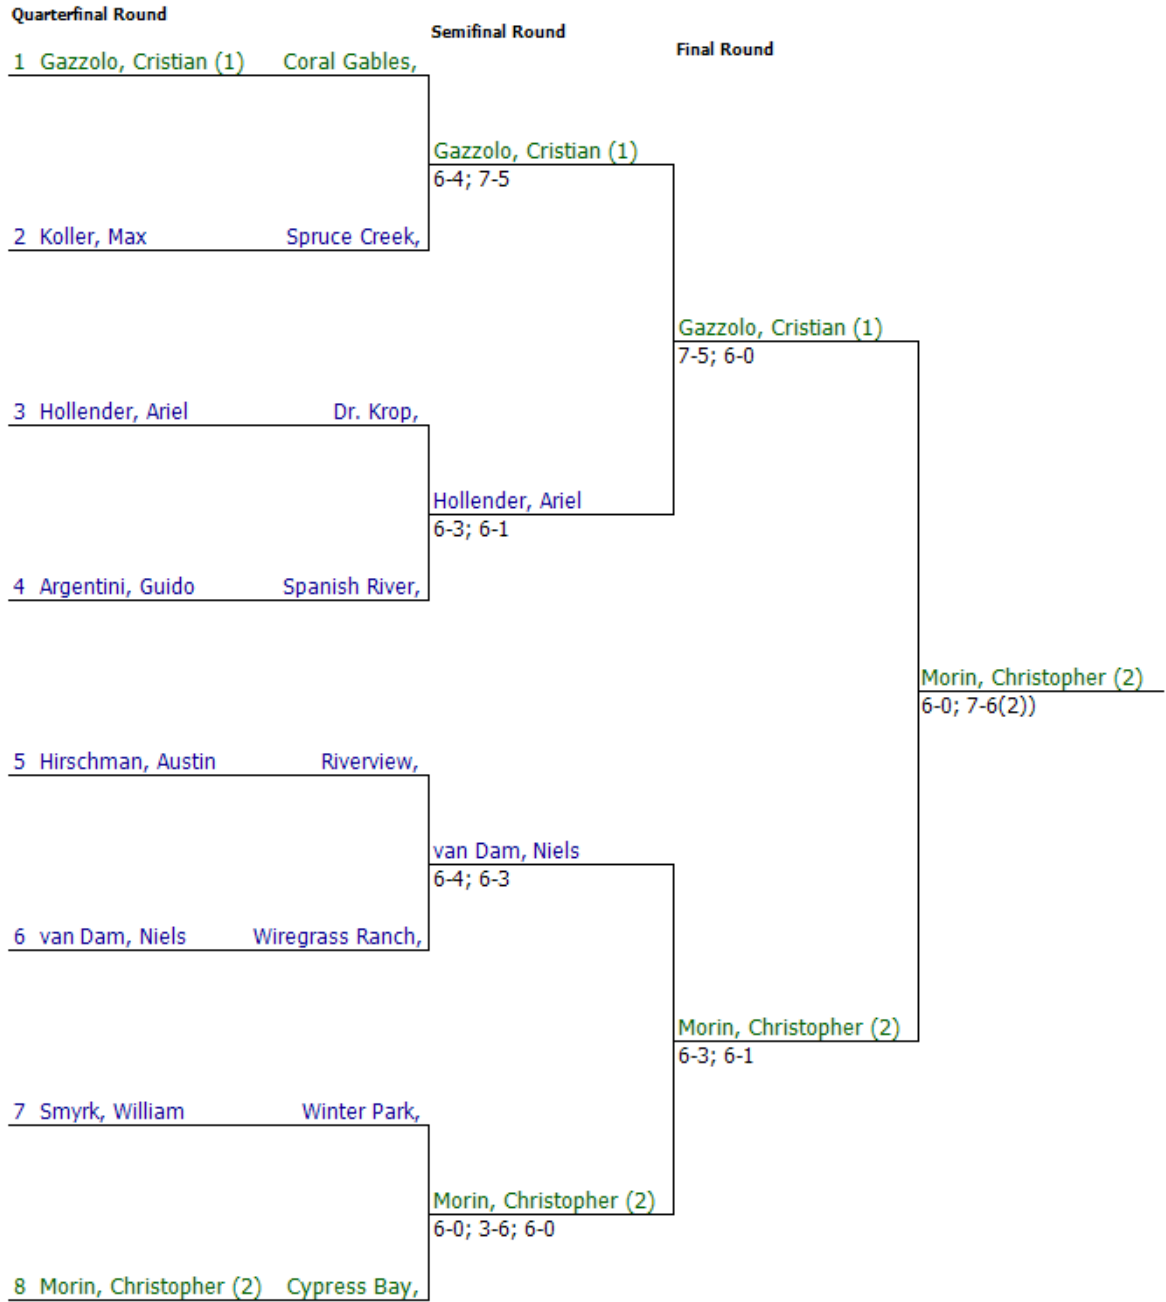 Quarterfinal Round
Semifinal Round
Final Round
1 Gazzolo, Cristian (1) Coral Gables,
Gazzolo, Cristian (1)
6-4; 7-5
2 Koller, Max Spruce Creek,
Gazzolo, Cristian (1)
7-5; 6-0
3 Hollender, Ariel Dr. Krop,
Hollender, Ariel
6-3; 6-1
4 Argentini, Guido Spanish River,
Morin, Christopher (2)
6-0; 7-6(2))
5 Hirschman, Austin Riverview,
van Dam, Niels
6-4; 6-3
6 van Dam, Niels Wiregrass Ranch,
Morin, Christopher (2)
6-3; 6-1
7 Smyrk, William Winter Park,
Morin, Christopher (2)
6-0; 3-6; 6-0
8 Morin, Christopher (2) Cypress Bay,